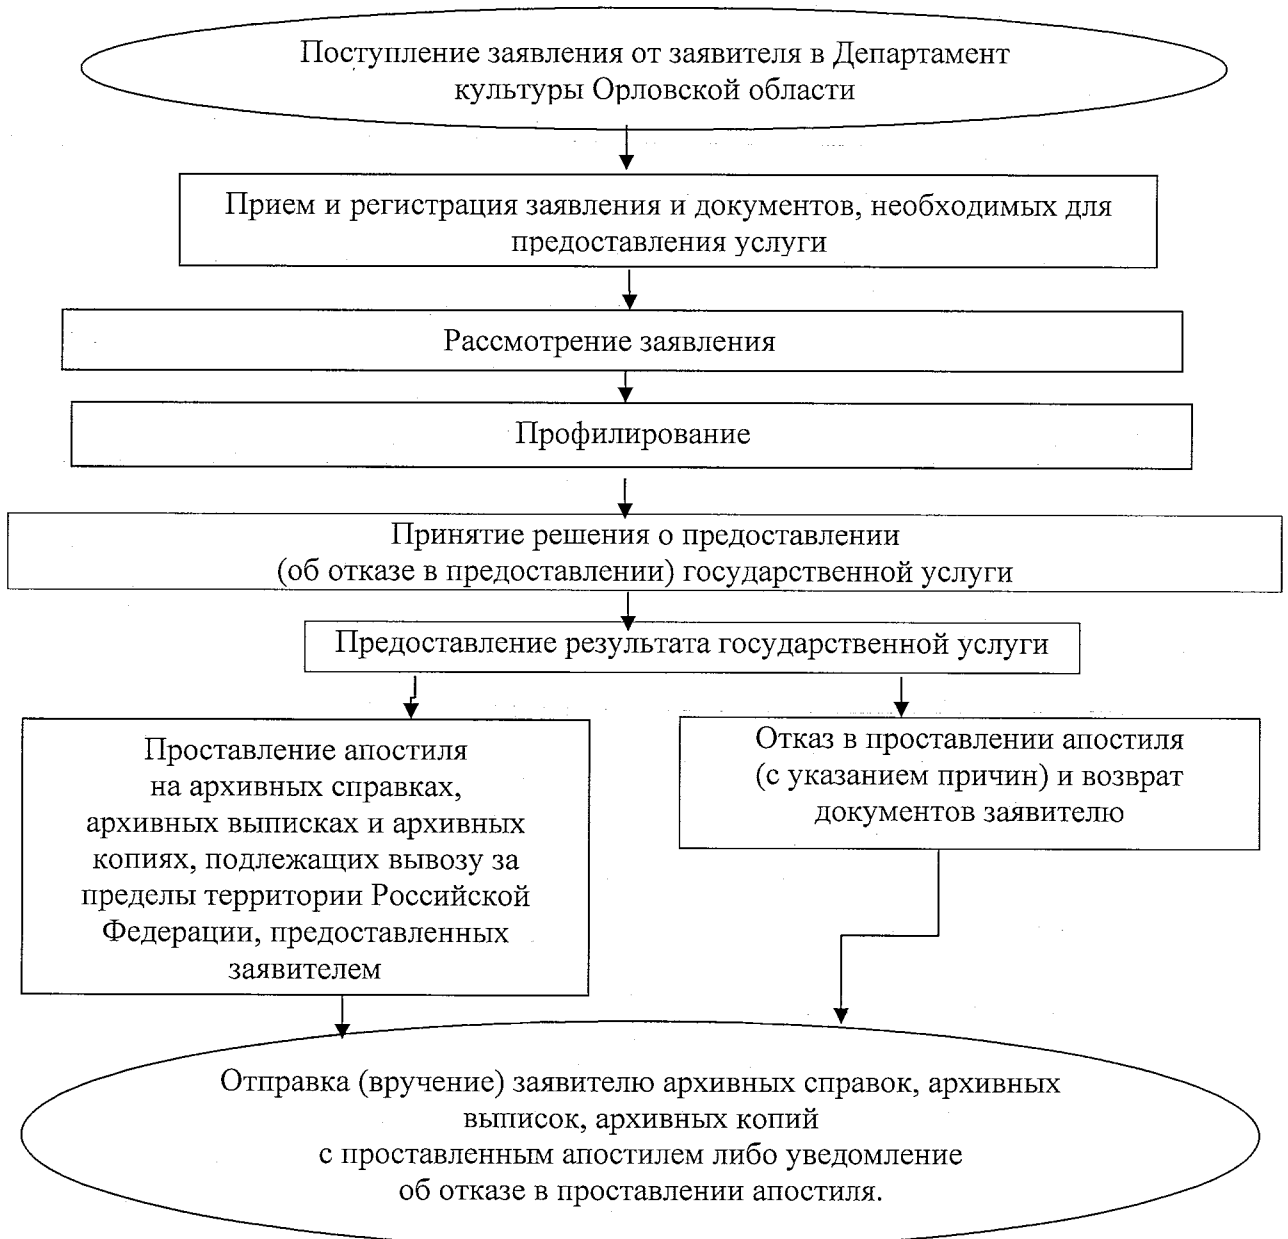 Поступление заявления от заявителя в Департамент
культуры Орловской области
Прием и регистрация заявления и документов, необходимых для
предоставления услуги
Рассмотрение заявления
Профилирование
Принятие решения о предоставлении
(об отказе в предоставлении) государственной услуги
Предоставление результата государственной услуги
Проставление апостиля
на архивных справках,
архивных выписках и архивных
копиях, подлежащих вывозу за
пределы территории Российской
Федерации, предоставленных
заявителем
Отказ в проставлении апостиля
(с указанием причин) и возврат
документов заявителю
Отправка (вручение) заявителю архивных справок, архивных
выписок, архивных копий
с проставленным апостилем либо уведомление
об отказе в проставлении апостиля.